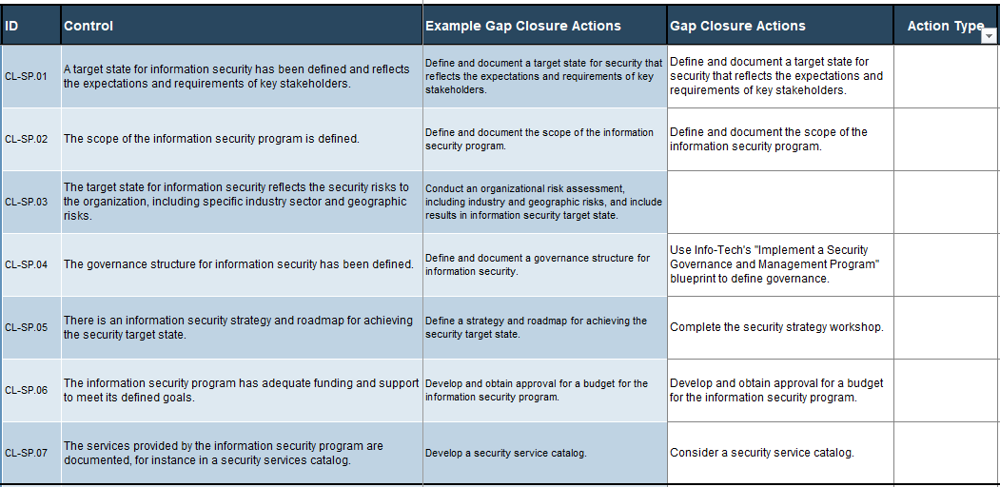 ID Control Example Gap Closure Actions Gap Closure Actions Action Type
CL-SP.01
A target state for information security has been defined and reflects
the expectations and requirements of key stakeholders.
Define and document a target state for security that
reflects the expectations and requirements of key
stakeholders.
Define and document a target state for
security that reflects the expectations and
requirements of key stakeholders.
CL-SP.02
The scope of the information security program is defined.
Define and document the scope of the information
security program.
Define and document the scope of the
information security program.
CL-SP.03
The target state for information security reflects the security risks to
the organization, including specific industry sector and geographic
risks.
Conduct an organizational risk assessment,
including industry and geographic risks, and include
results in information security target state.
CL-SP.04
The governance structure for information security has been defined.
Define and document a governance structure for
information security.
Use Info-Tech's "Implement a Security
Governance and Management Program"
blueprint to define governance.
CL-SP.05
There is an information security strategy and roadmap for achieving
the security target state.
Define a strategy and roadmap for achieving the
security target state.
Complete the security strategy workshop.
CL-SP.06
The information security program has adequate funding and support
to meet its defined goals.
Develop and obtain approval for a budget for the
information security program.
Develop and obtain approval for a budget
for the information security program.
CL-SP.07
The services provided by the information security program are
documented, for instance in a security services catalog.
Develop a security service catalog.
Consider a security service catalog.